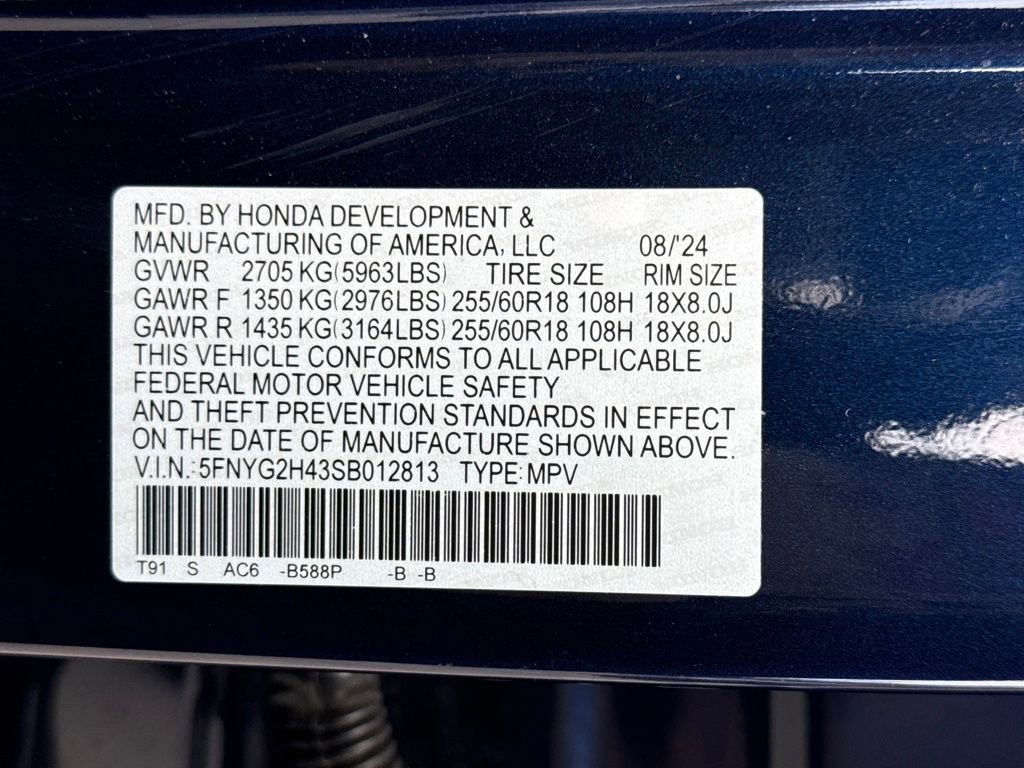 MFD. BY HONDA DEVELOPMENT &
MANUFACTURING OF AMERICA, LLC 08/'24
GVWR 2705 KG(5963LBS) TIRE SIZE RIM SIZE
GAWR F 1350 KG(2976LBS) 255/60R18 108H 18X8.0J
GAWR R 1435 KG(3164LBS) 255/60R18 108H 18X8.0J
THIS VEHICLE CONFORMS TO ALL APPLICABLE
FEDERAL MOTOR VEHICLE SAFETY
AND THEFT PREVENTION STANDARDS IN EFFECT
ON THE DATE OF MANUFACTURE SHOWN ABOVE.
V.I.N.:5FNYG2H43SB012813 TYPE:MPV
T91 S AC6 -B588P -B -B